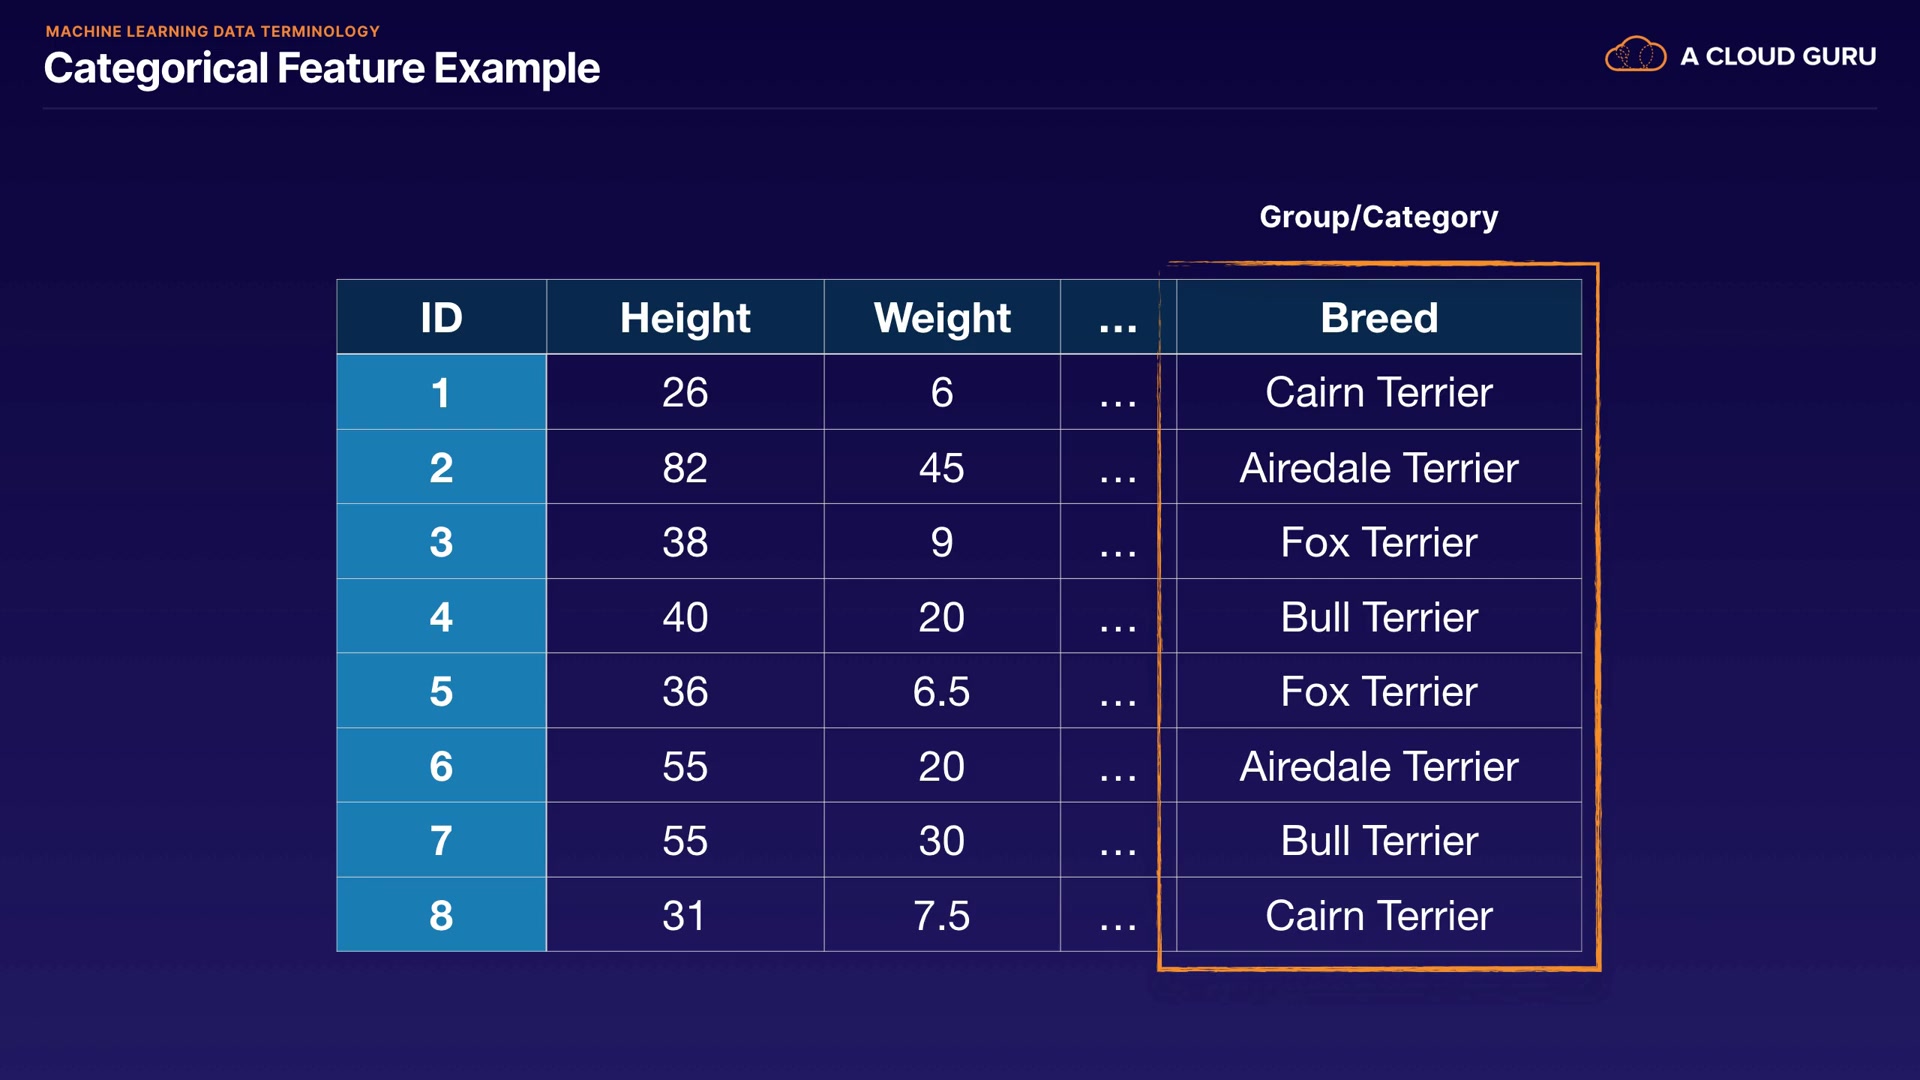 MACHINE LEARNING DATA TERMINOLOGY
Categorical Feature Example
A CLOUD GURU
Group/Category
ID Height Weight ... Breed
1 26 6 ... Cairn Terrier
2 82 45 ... Airedale Terrier
3 38 9 ... Fox Terrier
4 40 20 ... Bull Terrier
5 36 6.5 ... Fox Terrier
6 55 20 ... Airedale Terrier
7 55 30 ... Bull Terrier
8 31 7.5 ... Cairn Terrier